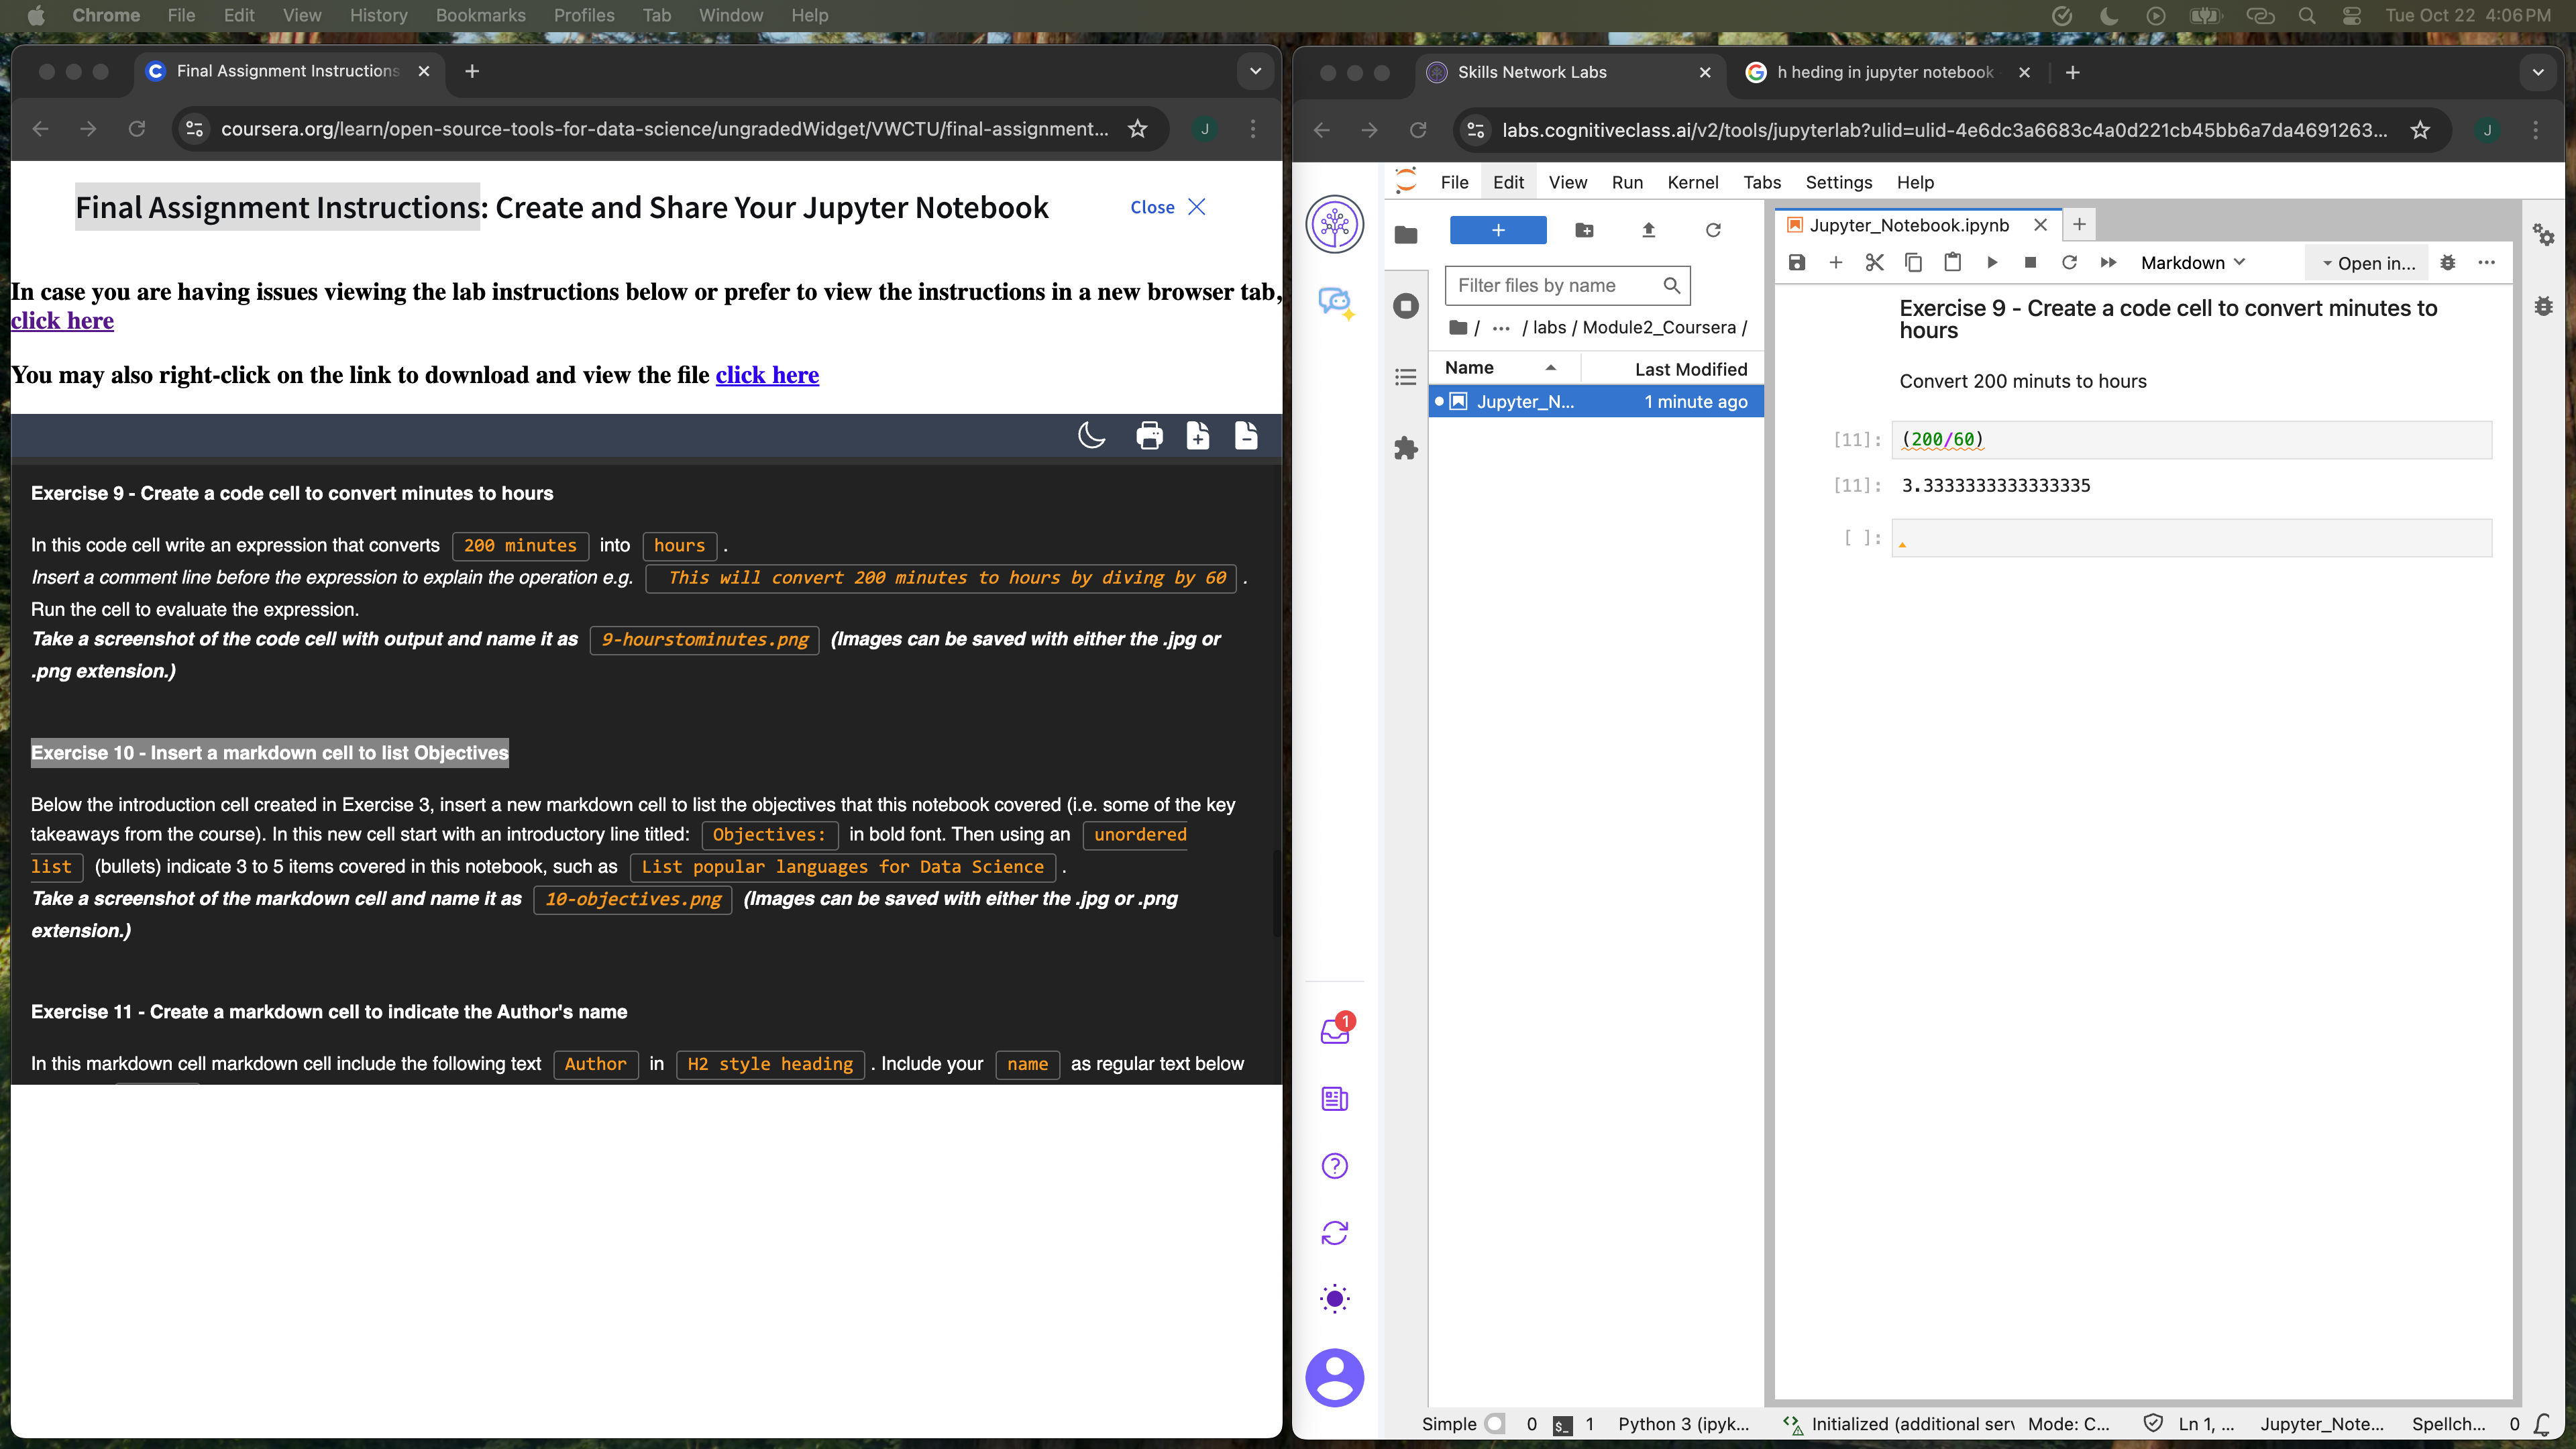 Chrome File Edit View History Bookmarks Profiles Tab Window Help Tue Oct 22 4:06 PM
Final Assignment Instructions
coursera.org/learn/open-source-tools-for-data-science/ungradedWidget/VWCTU/final-assignment... J
Final Assignment Instructions: Create and Share Your Jupyter Notebook Close
In case you are having issues viewing the lab instructions below or prefer to view the instructions in a new browser tab,
click here
You may also right-click on the link to download and view the file click here
Exercise 9 - Create a code cell to convert minutes to hours
In this code cell write an expression that converts 200 minutes into hours .
Insert a comment line before the expression to explain the operation e.g. This will convert 200 minutes to hours by diving by 60 .
Run the cell to evaluate the expression.
Take a screenshot of the code cell with output and name it as 9-hourstominutes.png (Images can be saved with either the .jpg or
.png extension.)
Exercise 10 - Insert a markdown cell to list Objectives
Below the introduction cell created in Exercise 3, insert a new markdown cell to list the objectives that this notebook covered (i.e. some of the key
takeaways from the course). In this new cell start with an introductory line titled: Objectives: in bold font. Then using an unordered
list (bullets) indicate 3 to 5 items covered in this notebook, such as List popular languages for Data Science .
Take a screenshot of the markdown cell and name it as 10-objectives.png (Images can be saved with either the .jpg or .png
extension.)
Exercise 11 - Create a markdown cell to indicate the Author's name
In this markdown cell markdown cell include the following text Author in H2 style heading . Include your name as regular text below
Skills Network Labs h heding in jupyter notebook
labs.cognitiveclass.ai/v2/tools/jupyterlab?ulid=ulid-4e6dc3a6683c4a0d221cb45bb6a7da4691263... J
File Edit View Run Kernel Tabs Settings Help
Filter files by name
/ ... / labs / Module2_Coursera /
Name Last Modified
Jupyter_N... 1 minute ago
1
Jupyter_Notebook.ipynb
Markdown Open in...
Exercise 9 - Create a code cell to convert minutes to
hours
Convert 200 minuts to hours
[11]: (200/60)
[11]: 3.3333333333333335
[ ]:
Simple 0 $_ 1 Python 3 (ipyk... Initialized (additional serv Mode: C... Ln 1, ... Jupyter_Note... Spellch... 0